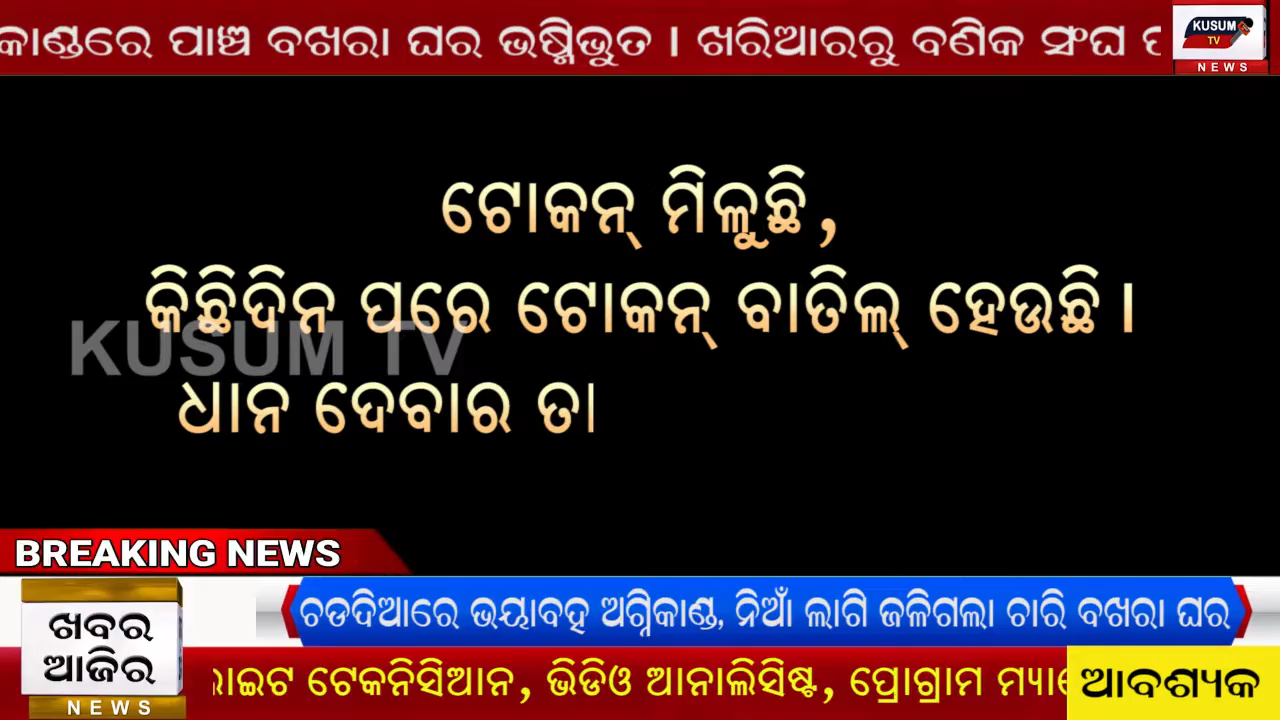 କାଣ୍ଡରେ ପାଞ୍ଚ ବଖରା ଘର ଭଷ୍ମିଭୁତ । ଖରିଆରରୁ ବଣିକ ସଂଘ
KUSUM
TV
NEWS
ଟୋକନ୍ ମିଳୁଛି,
କିଛିଦିନ ପରେ ଟୋକନ୍ ବାତିଲ୍ ହେଉଛି ।
KUSUM TV
ଧାନ ଦେବାର ତା
BREAKING NEWS
ଖବର
ଆଜିର
NEWS
ଚଡଦିଆରେ ଭୟାବହ ଅଗ୍ନିକାଣ୍ଡ, ନିଆଁ ଲାଗି ଜଳିଗଲା ଚାରି ବଖରା ଘର
ଟେକନିସିଆନ, ଭିଡିଓ ଆନାଲିସିଷ୍ଟ, ପ୍ରୋଗ୍ରାମ
ଆବଶ୍ୟକ